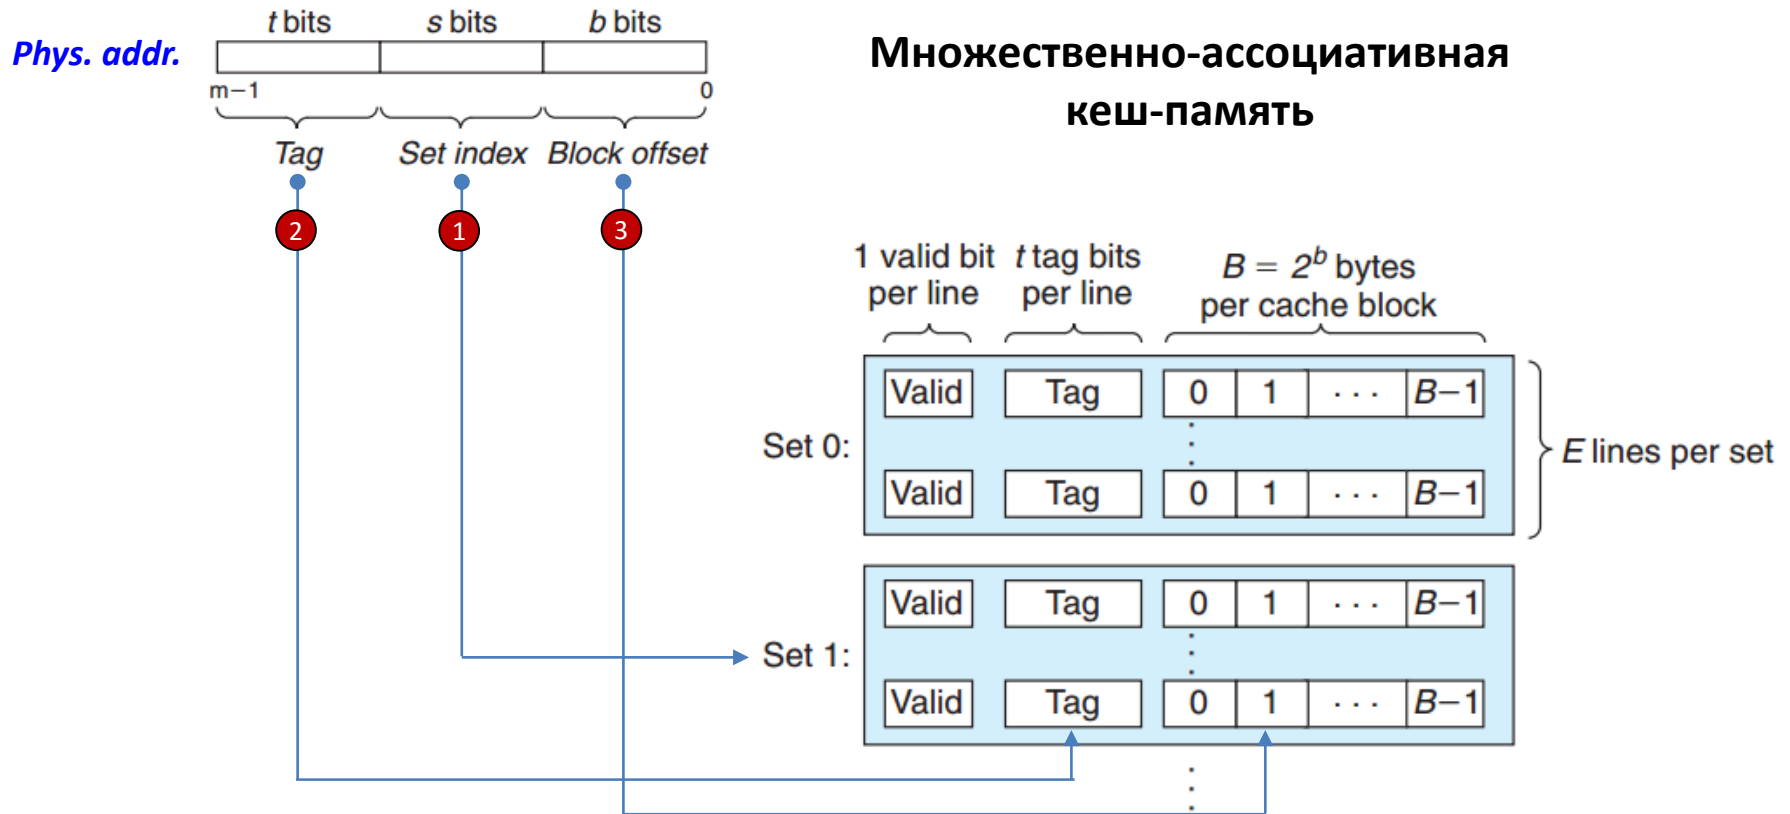 t bits s bits b bits
Phys. addr.
m−1 0
Tag Set index Block offset
2 1 3
Множественно-ассоциативная
кеш-память
1 valid bit t tag bits B = 2^b bytes
per line per line per cache block
Valid Tag 0 1 · · · B−1
Set 0:
E lines per set
Valid Tag 0 1 · · · B−1
Valid Tag 0 1 · · · B−1
Set 1:
Valid Tag 0 1 · · · B−1